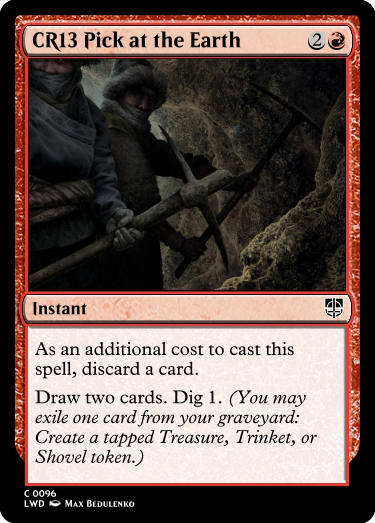 CR13 Pick at the Earth 2
Instant
As an additional cost to cast this
spell, discard a card.
Draw two cards. Dig 1. (You may
exile one card from your graveyard:
Create a tapped Treasure, Trinket, or
Shovel token.)
C 0096
LWD Max Bedulenko